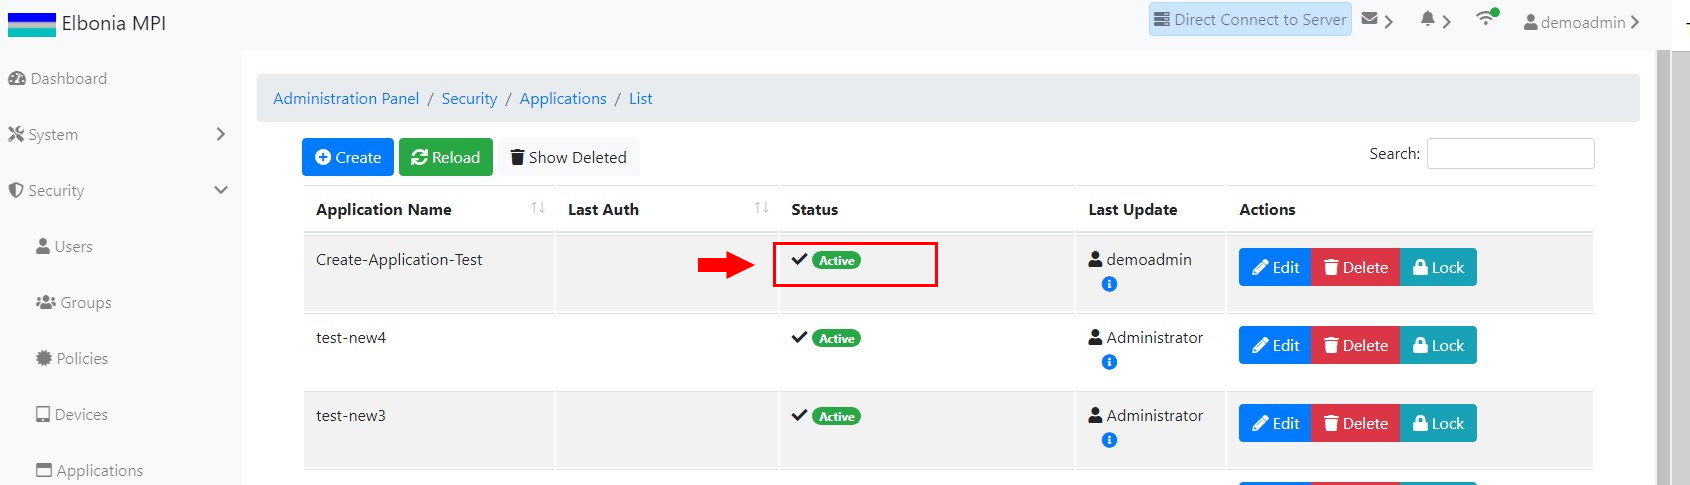 Elbonia MPI
Direct Connect to Server
demoadmin
Dashboard
System
Security
Users
Groups
Policies
Devices
Applications
Administration Panel / Security / Applications / List
Create Reload Show Deleted Search:
Application Name Last Auth Status Last Update Actions
Create-Application-Test Active demoadmin Edit Delete Lock
test-new4 Active Administrator Edit Delete Lock
test-new3 Active Administrator Edit Delete Lock